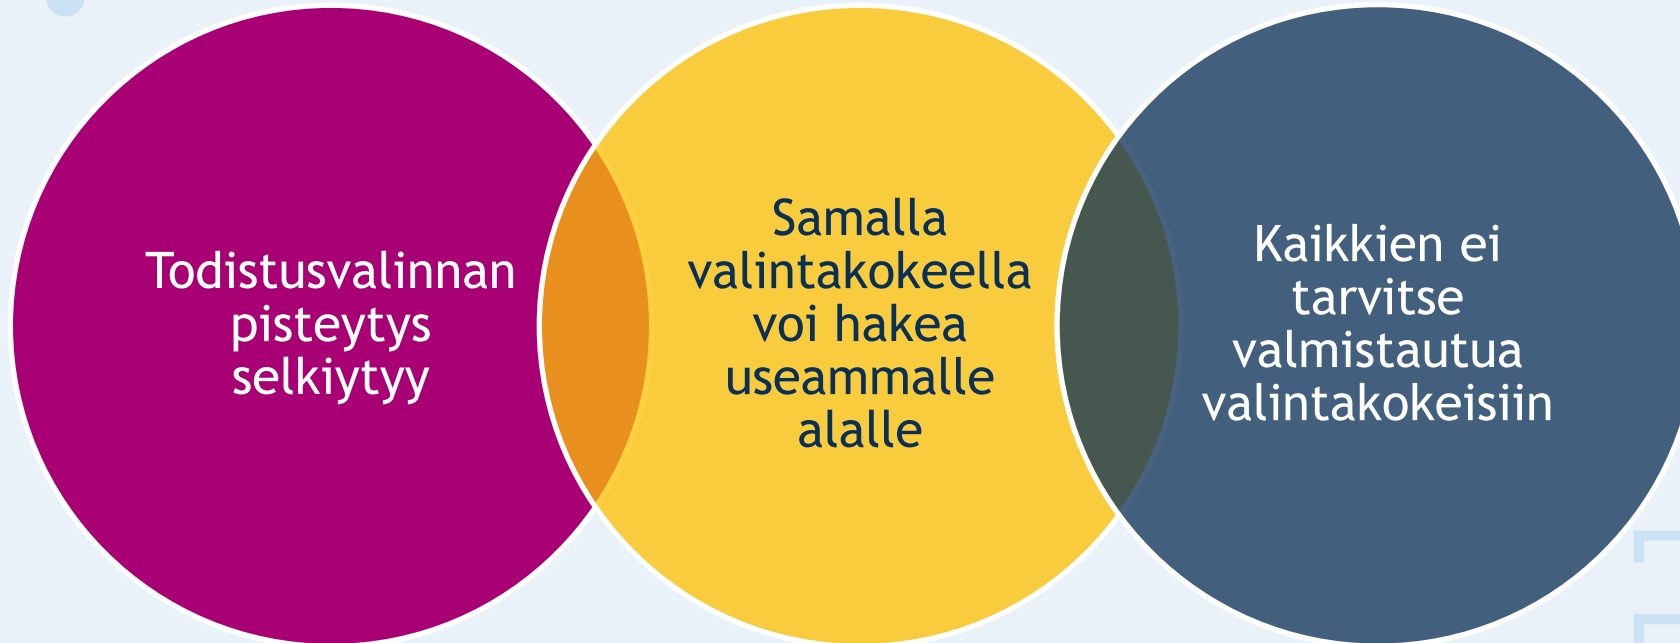 Todistusvalinnan
pisteytys
selkiytyy
Samalla
valintakokeella
voi hakea
useammalle
alalle
Kaikkien ei
tarvitse
valmistautua
valintakokeisiin